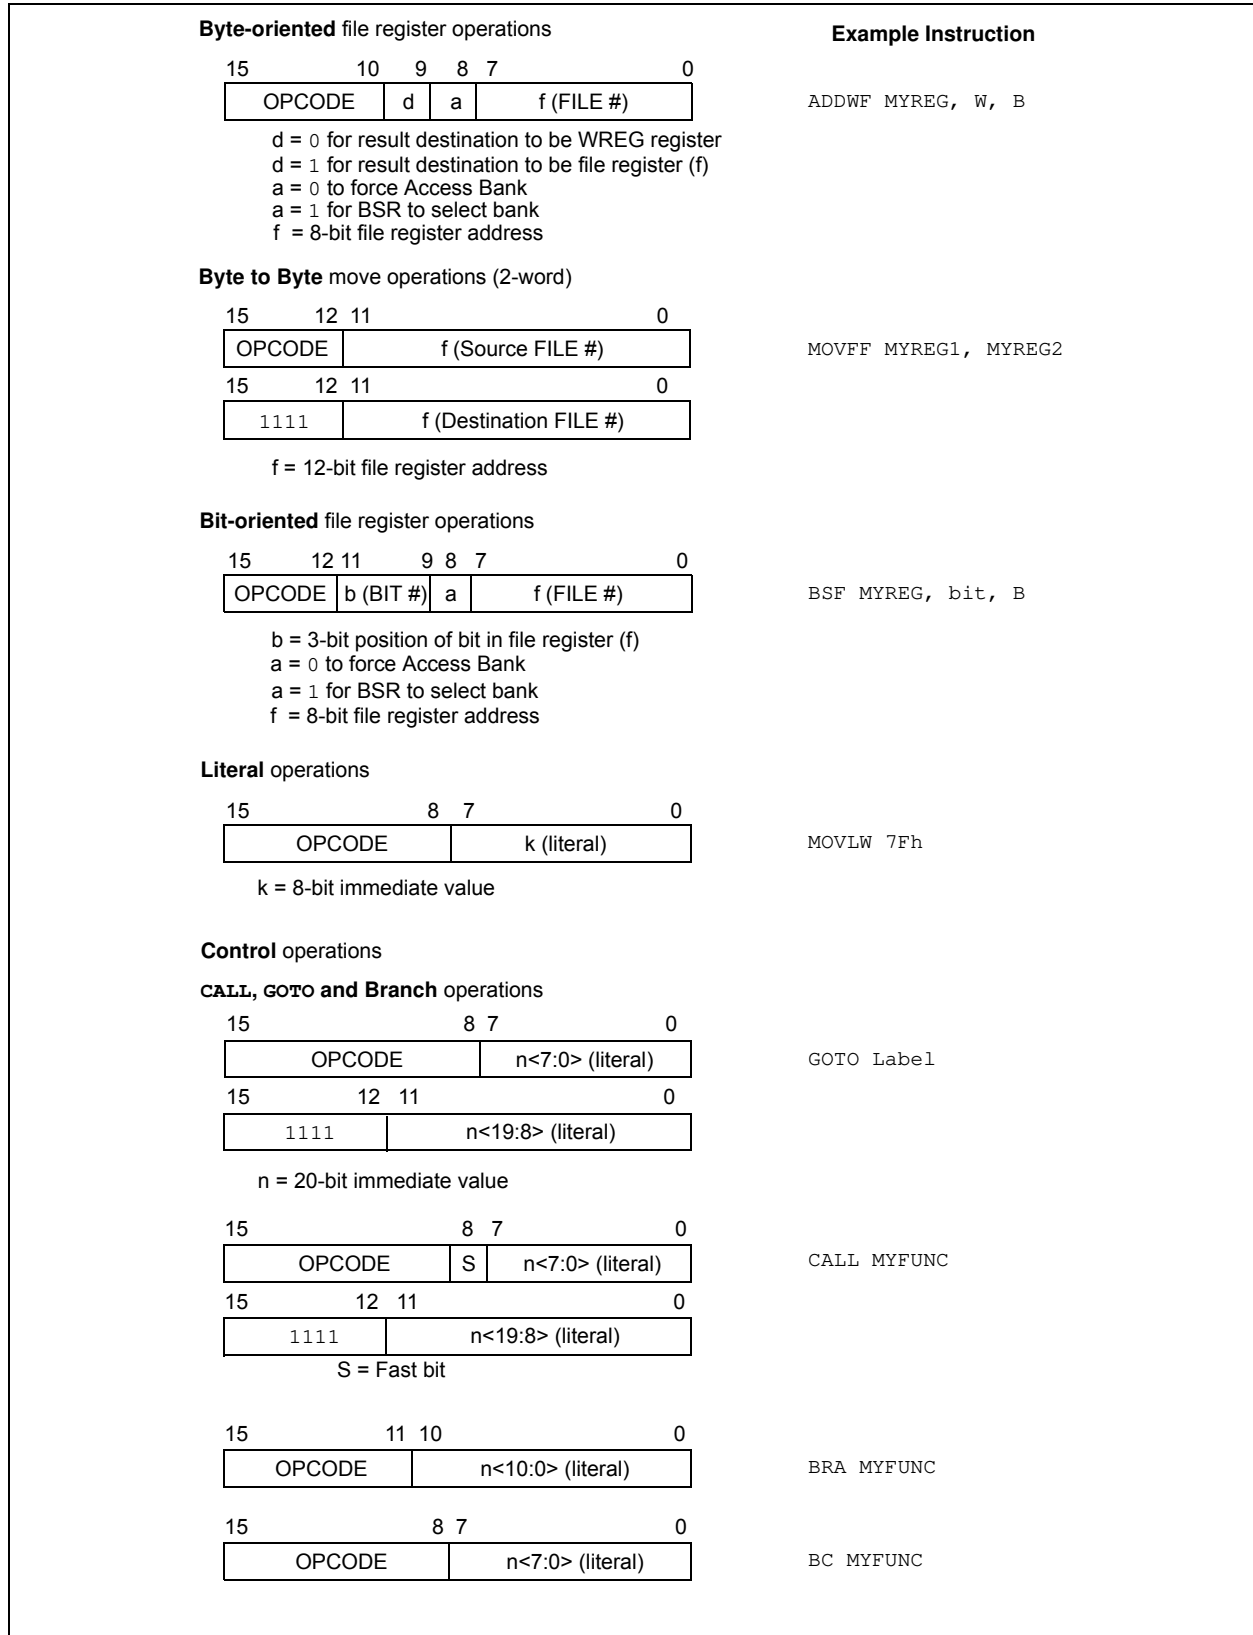 Byte-oriented file register operations
Example Instruction
15 10 9 8 7 0
OPCODE d a f (FILE #)
ADDWF MYREG, W, B
d = 0 for result destination to be WREG register
d = 1 for result destination to be file register (f)
a = 0 to force Access Bank
a = 1 for BSR to select bank
f = 8-bit file register address
Byte to Byte move operations (2-word)
15 12 11 0
OPCODE f (Source FILE #)
MOVFF MYREG1, MYREG2
15 12 11 0
1111 f (Destination FILE #)
f = 12-bit file register address
Bit-oriented file register operations
15 12 11 9 8 7 0
OPCODE b (BIT #) a f (FILE #)
BSF MYREG, bit, B
b = 3-bit position of bit in file register (f)
a = 0 to force Access Bank
a = 1 for BSR to select bank
f = 8-bit file register address
Literal operations
15 8 7 0
OPCODE k (literal)
MOVLW 7Fh
k = 8-bit immediate value
Control operations
CALL, GOTO and Branch operations
15 8 7 0
OPCODE n<7:0> (literal)
GOTO Label
15 12 11 0
1111 n<19:8> (literal)
n = 20-bit immediate value
15 8 7 0
OPCODE S n<7:0> (literal)
CALL MYFUNC
15 12 11 0
1111 n<19:8> (literal)
S = Fast bit
15 11 10 0
OPCODE n<10:0> (literal)
BRA MYFUNC
15 8 7 0
OPCODE n<7:0> (literal)
BC MYFUNC